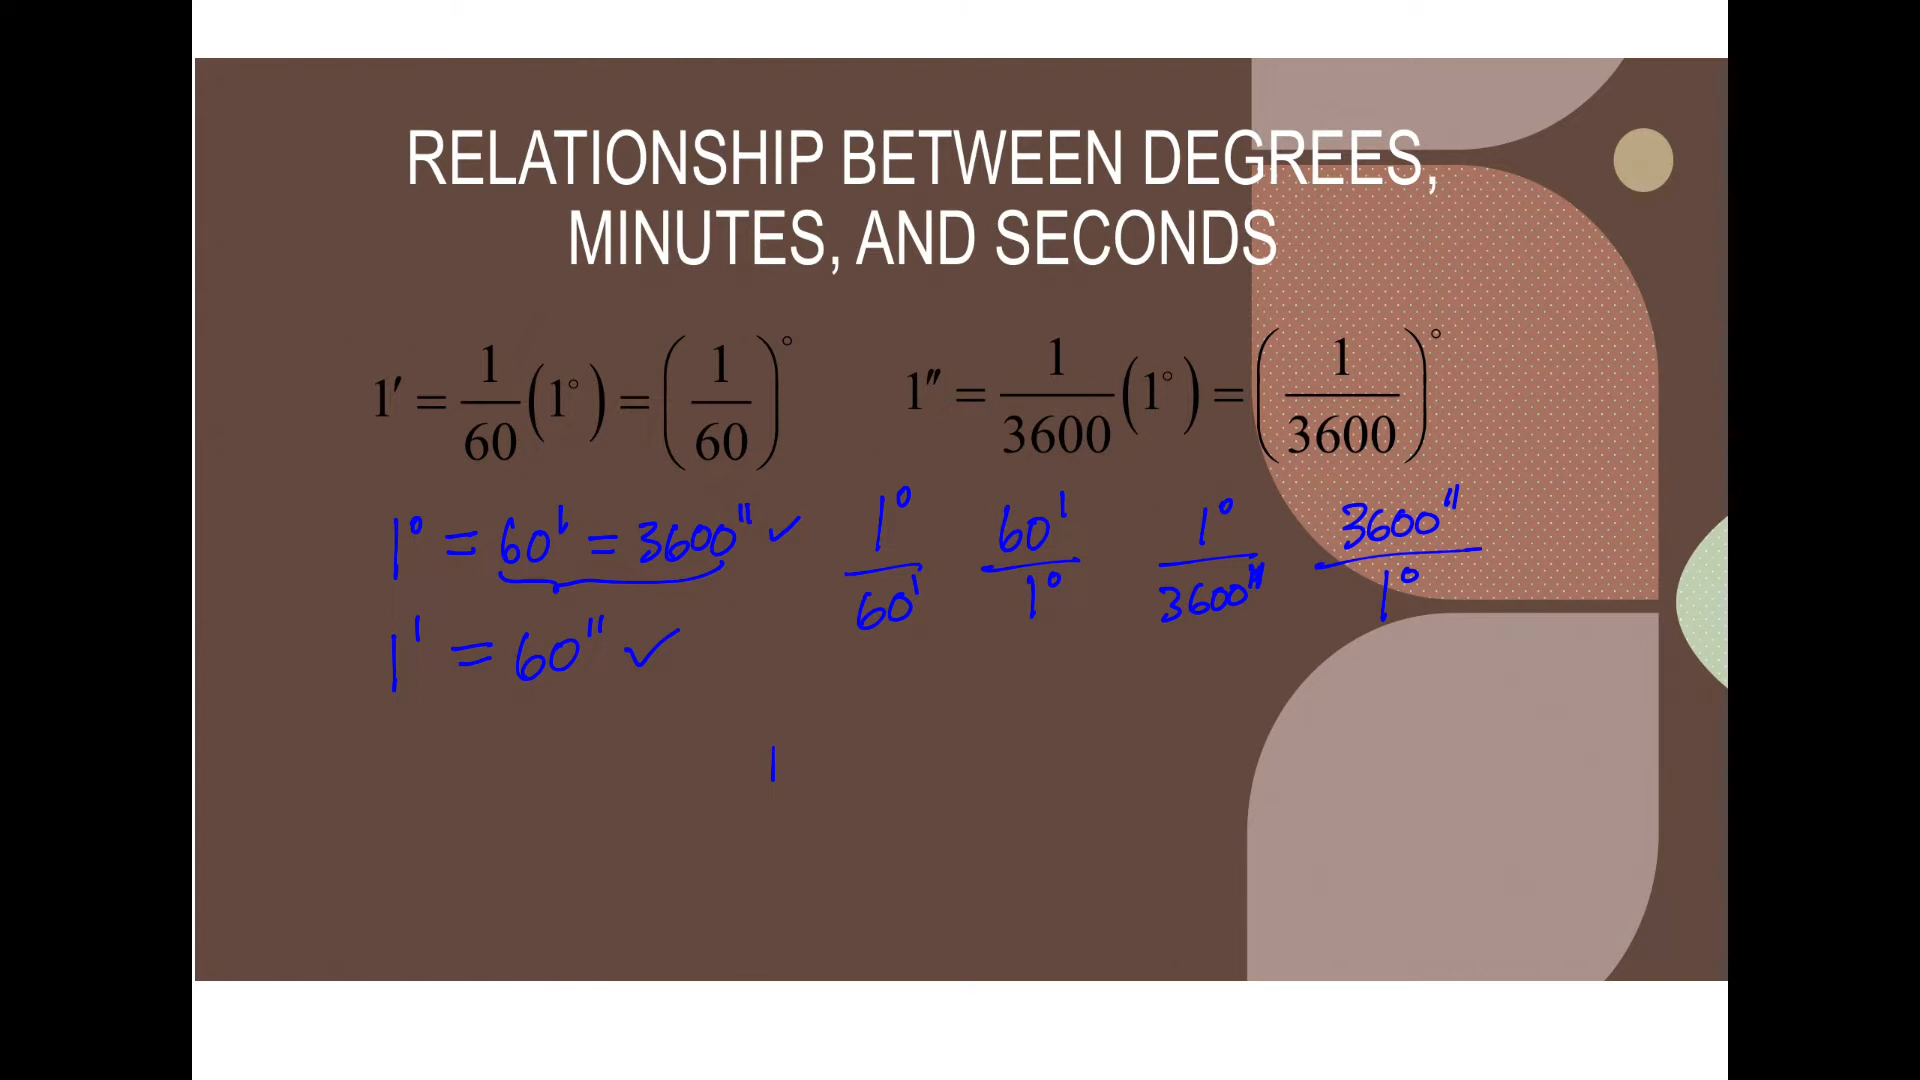 RELATIONSHIP BETWEEN DEGREES,
MINUTES, AND SECONDS
1′ = 1/60 (1°) = (1/60)° 1″ = 1/3600 (1°) = (1/3600)°
1° = 60′ = 3600″ ✓ 1°/60′ 60′/1° 1°/3600″ 3600″/1°
1′ = 60″ ✓
1